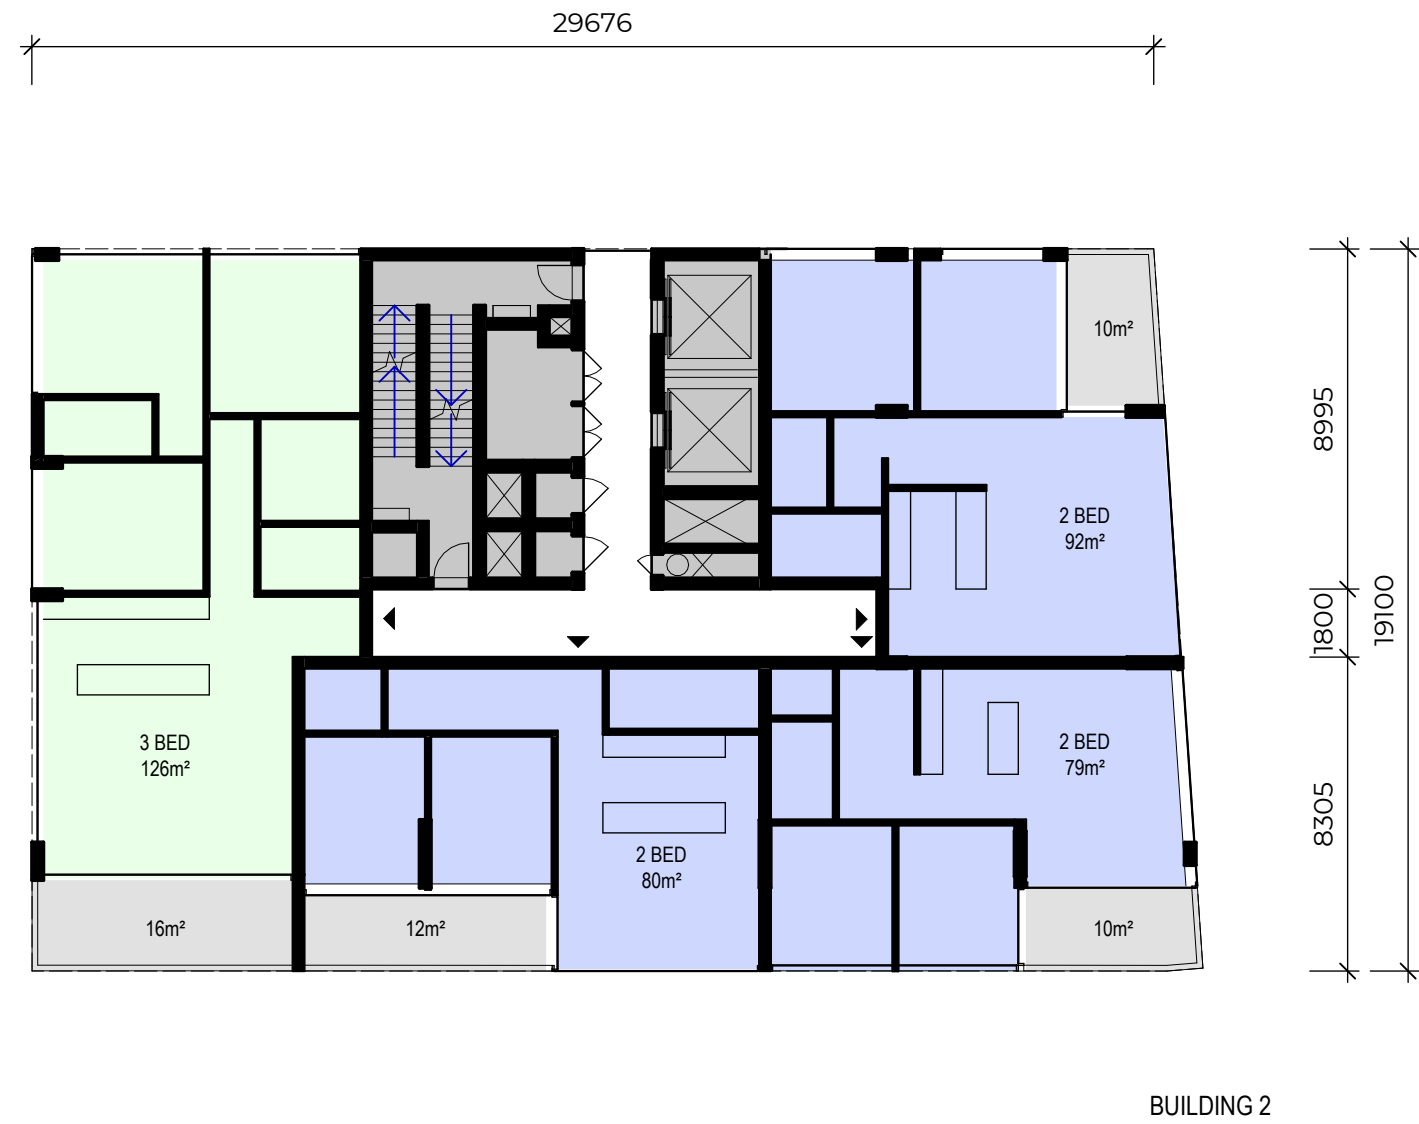 29676
10m²
8995
2 BED
92m²
1800
19100
3 BED
126m²
2 BED
79m²
8305
2 BED
80m²
16m²
12m²
10m²
BUILDING 2